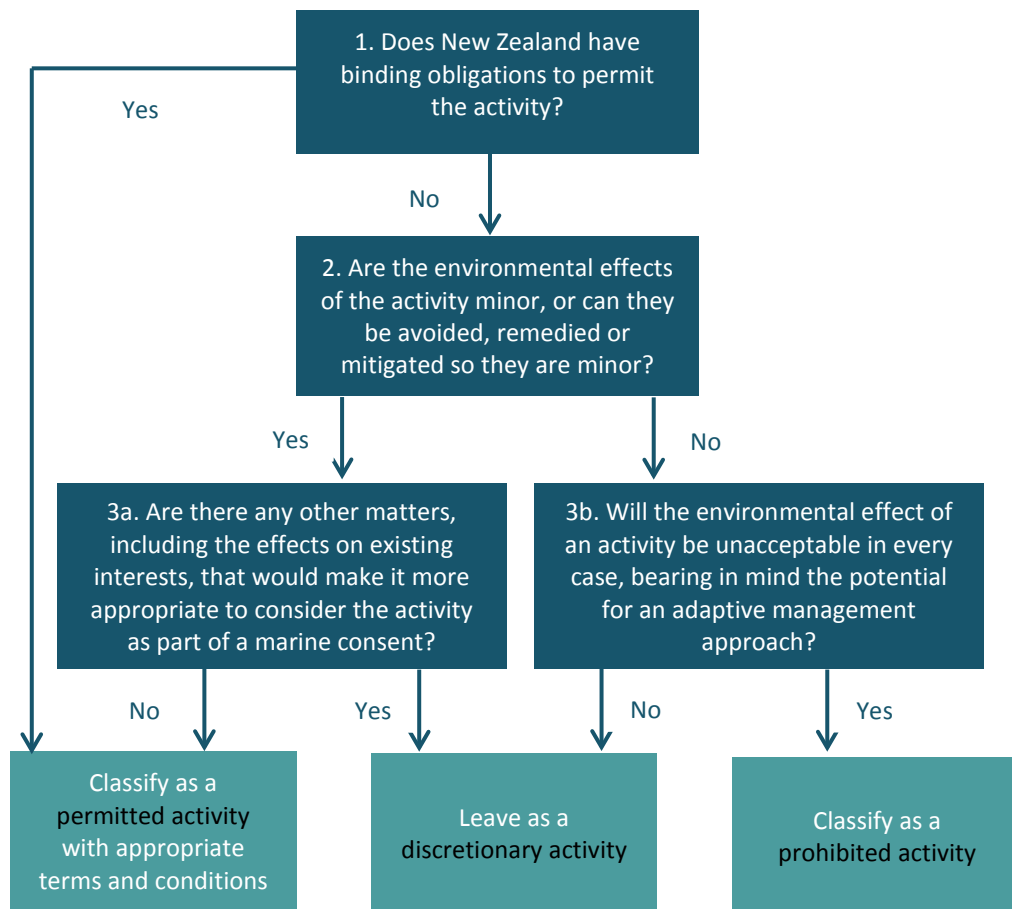 1. Does New Zealand have
binding obligations to permit
the activity?
Yes
No
2. Are the environmental effects
of the activity minor, or can they
be avoided, remedied or
mitigated so they are minor?
Yes
No
3a. Are there any other matters,
including the effects on existing
interests, that would make it more
appropriate to consider the activity
as part of a marine consent?
3b. Will the environmental effect of
an activity be unacceptable in every
case, bearing in mind the potential
for an adaptive management
approach?
No
Yes
No
Yes
Classify as a
permitted activity
with appropriate
terms and conditions
Leave as a
discretionary activity
Classify as a
prohibited activity